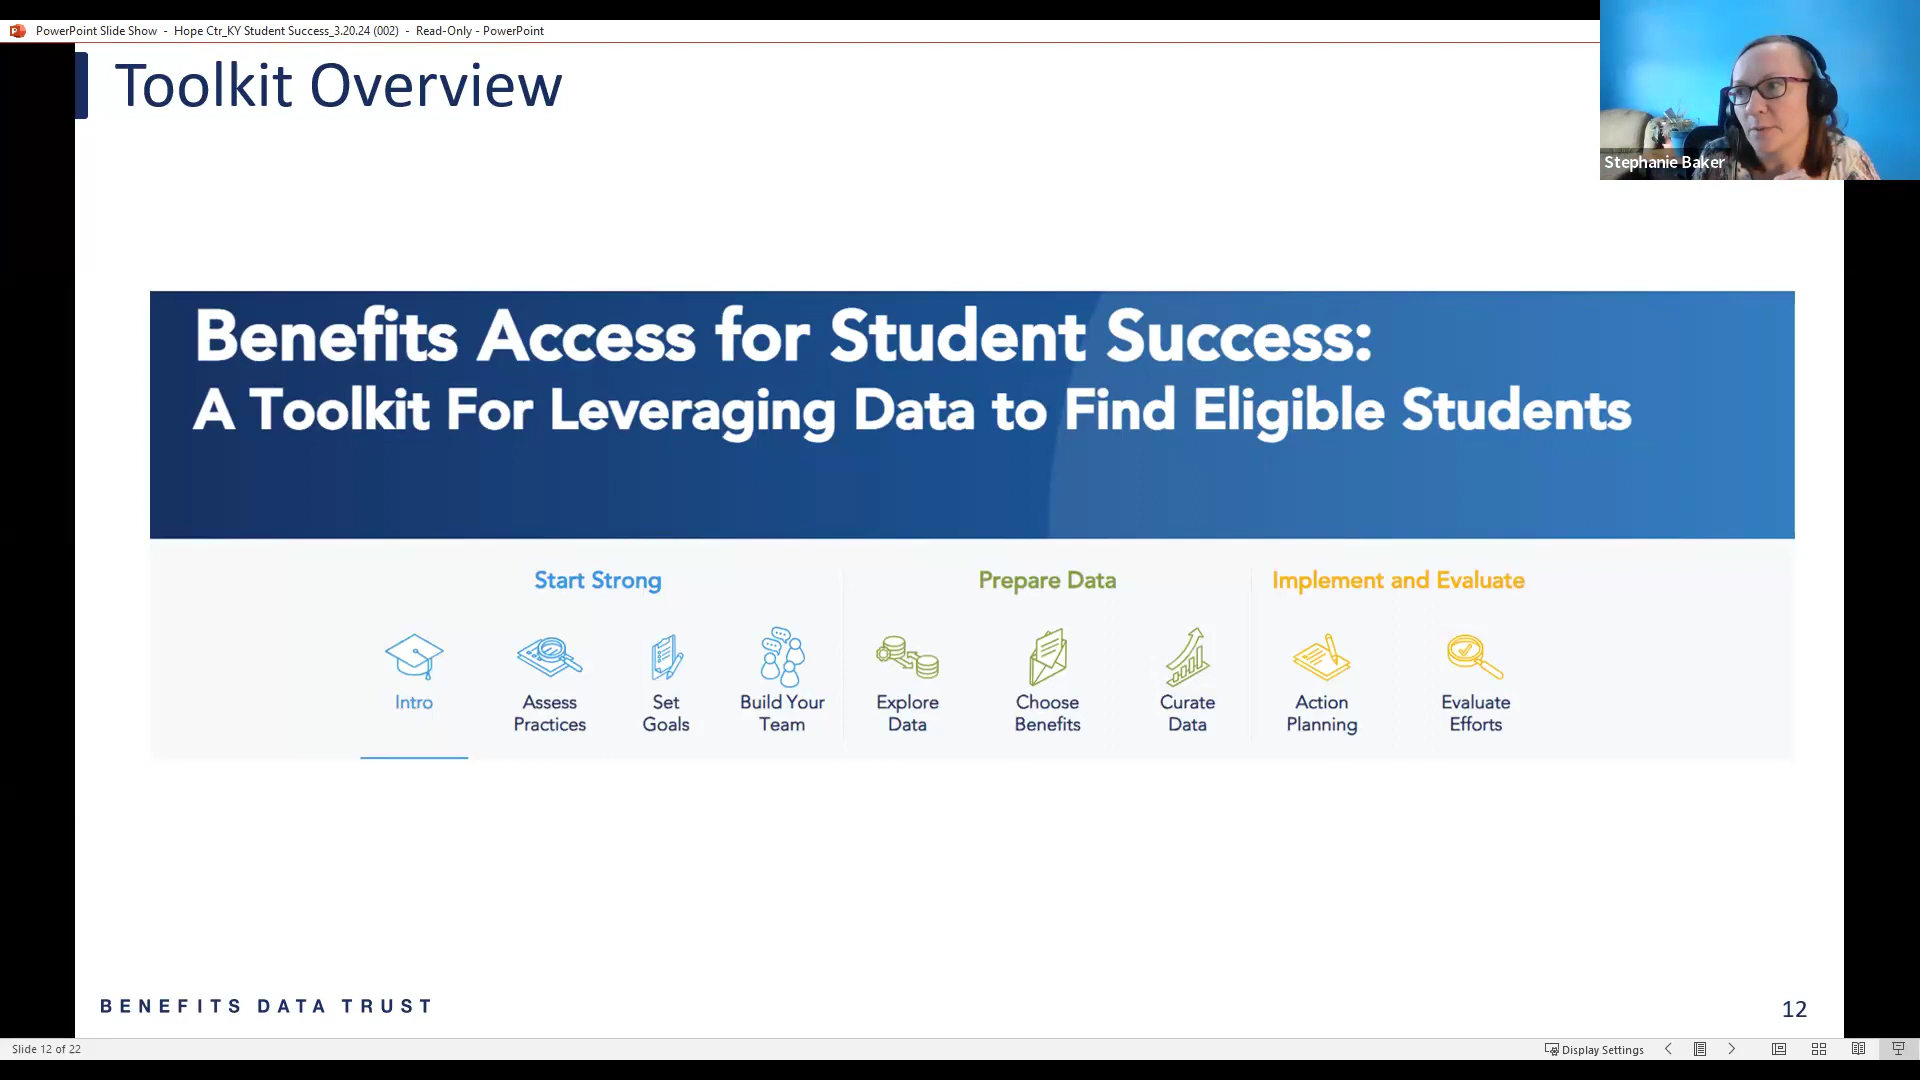 PowerPoint Slide Show - Hope Ctr_KY Student Success_3.20.24 (002) - Read-Only - PowerPoint
Toolkit Overview
Stephanie Baker
Benefits Access for Student Success:
A Toolkit For Leveraging Data to Find Eligible Students
Start Strong
Prepare Data
Implement and Evaluate
Intro
Assess
Practices
Set
Goals
Build Your
Team
Explore
Data
Choose
Benefits
Curate
Data
Action
Planning
Evaluate
Efforts
BENEFITS DATA TRUST
12
Slide 12 of 22
Display Settings